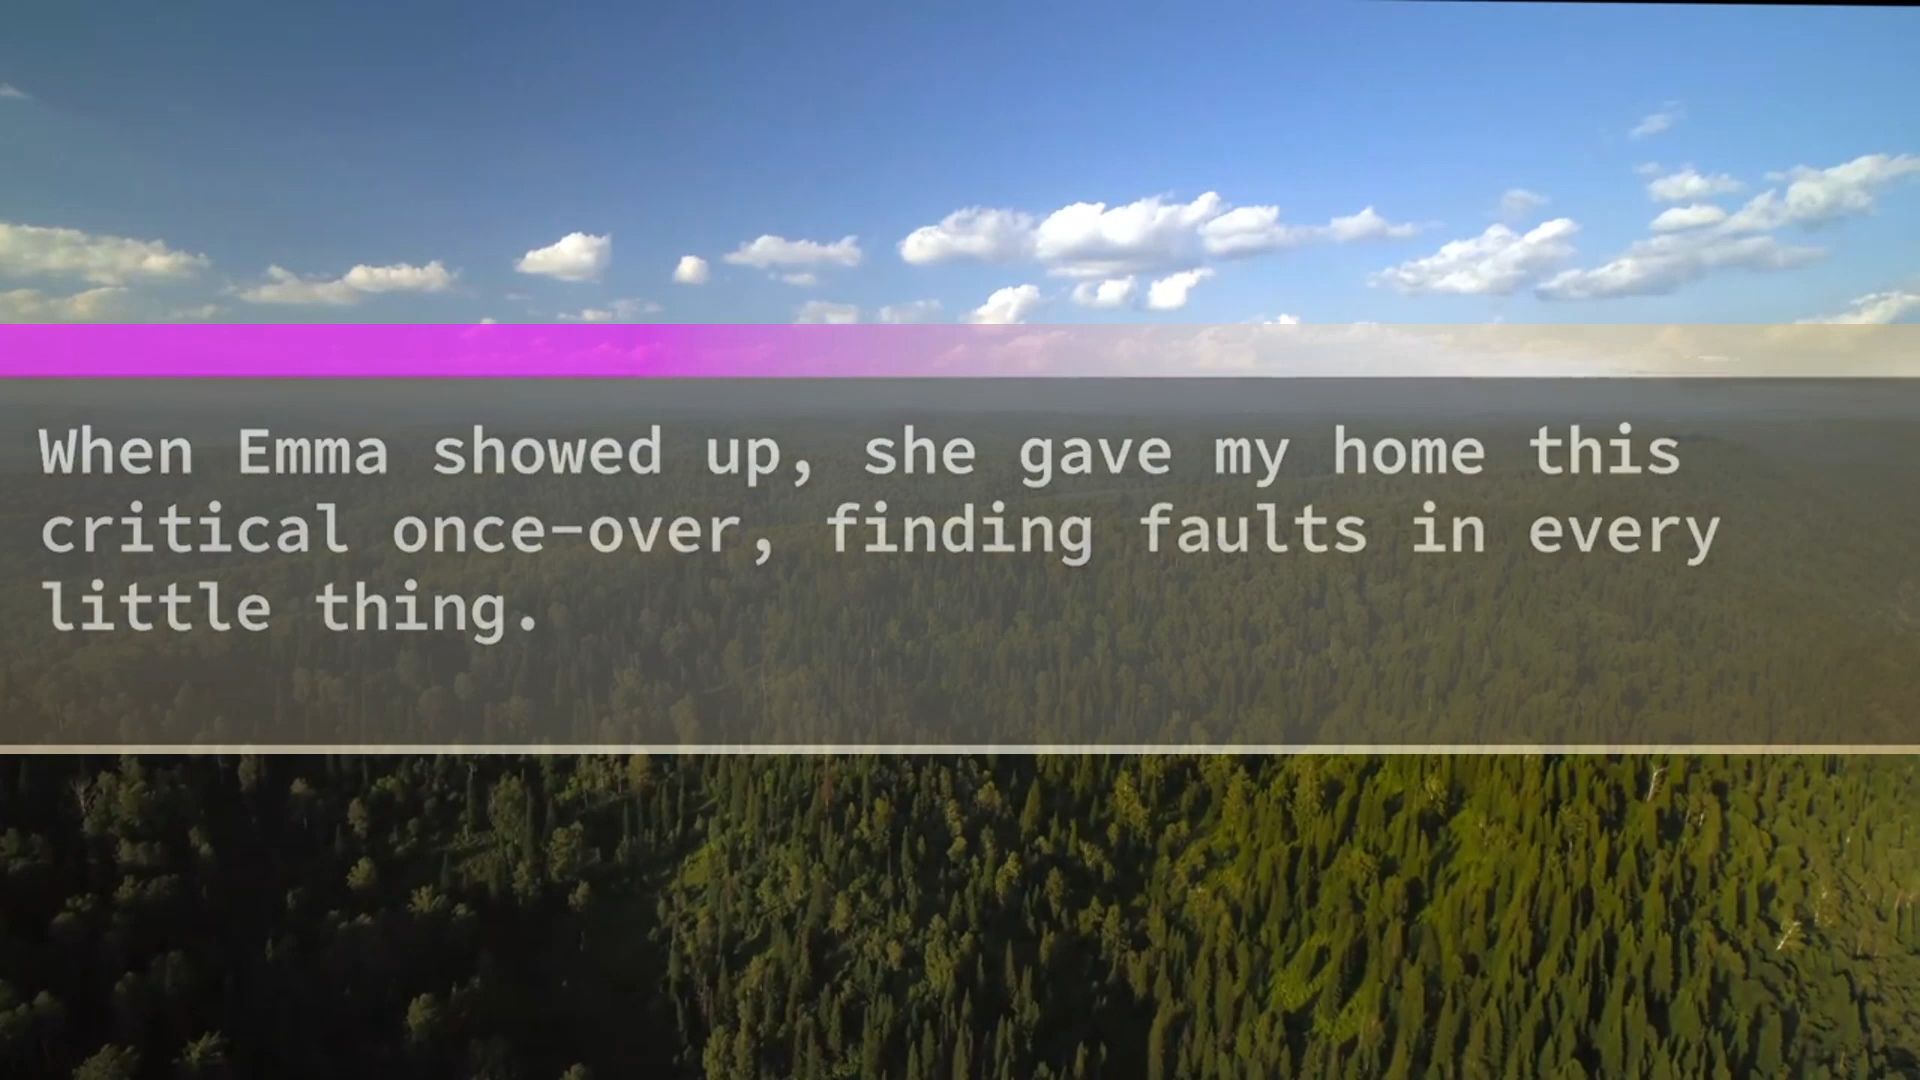 When Emma showed up, she gave my home this
critical once-over, finding faults in every
little thing.